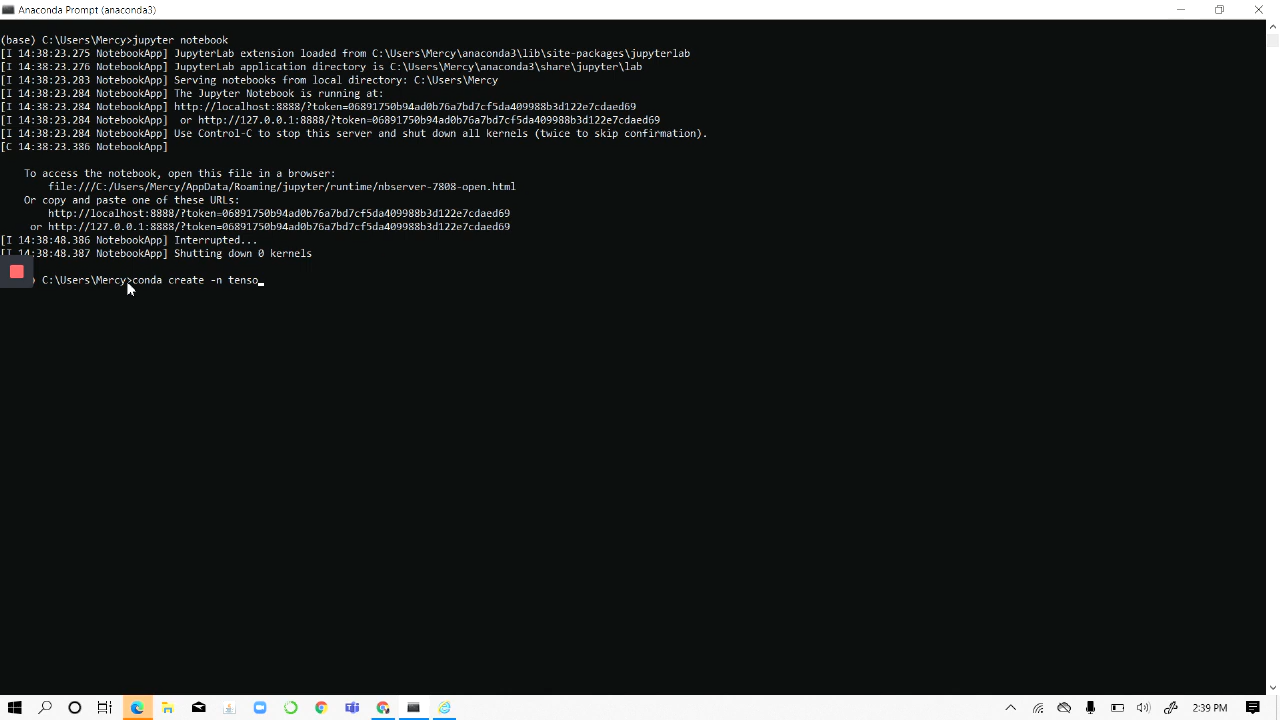 Anaconda Prompt (anaconda3)
(base) C:\Users\Mercy>jupyter notebook
[I 14:38:23.275 NotebookApp] JupyterLab extension loaded from C:\Users\Mercy\anaconda3\lib\site-packages\jupyterlab
[I 14:38:23.276 NotebookApp] JupyterLab application directory is C:\Users\Mercy\anaconda3\share\jupyter\lab
[I 14:38:23.283 NotebookApp] Serving notebooks from local directory: C:\Users\Mercy
[I 14:38:23.284 NotebookApp] The Jupyter Notebook is running at:
[I 14:38:23.284 NotebookApp] http://localhost:8888/?token=06891750b94ad0b76a7bd7cf5da409988b3d122e7cdaed69
[I 14:38:23.284 NotebookApp]  or http://127.0.0.1:8888/?token=06891750b94ad0b76a7bd7cf5da409988b3d122e7cdaed69
[I 14:38:23.284 NotebookApp] Use Control-C to stop this server and shut down all kernels (twice to skip confirmation).
[C 14:38:23.386 NotebookApp]
To access the notebook, open this file in a browser:
file:///C:/Users/Mercy/AppData/Roaming/jupyter/runtime/nbserver-7808-open.html
Or copy and paste one of these URLs:
http://localhost:8888/?token=06891750b94ad0b76a7bd7cf5da409988b3d122e7cdaed69
or http://127.0.0.1:8888/?token=06891750b94ad0b76a7bd7cf5da409988b3d122e7cdaed69
[I 14:38:48.386 NotebookApp] Interrupted...
[I 14:38:48.387 NotebookApp] Shutting down 0 kernels
) C:\Users\Mercy>conda create -n tenso_
2:39 PM